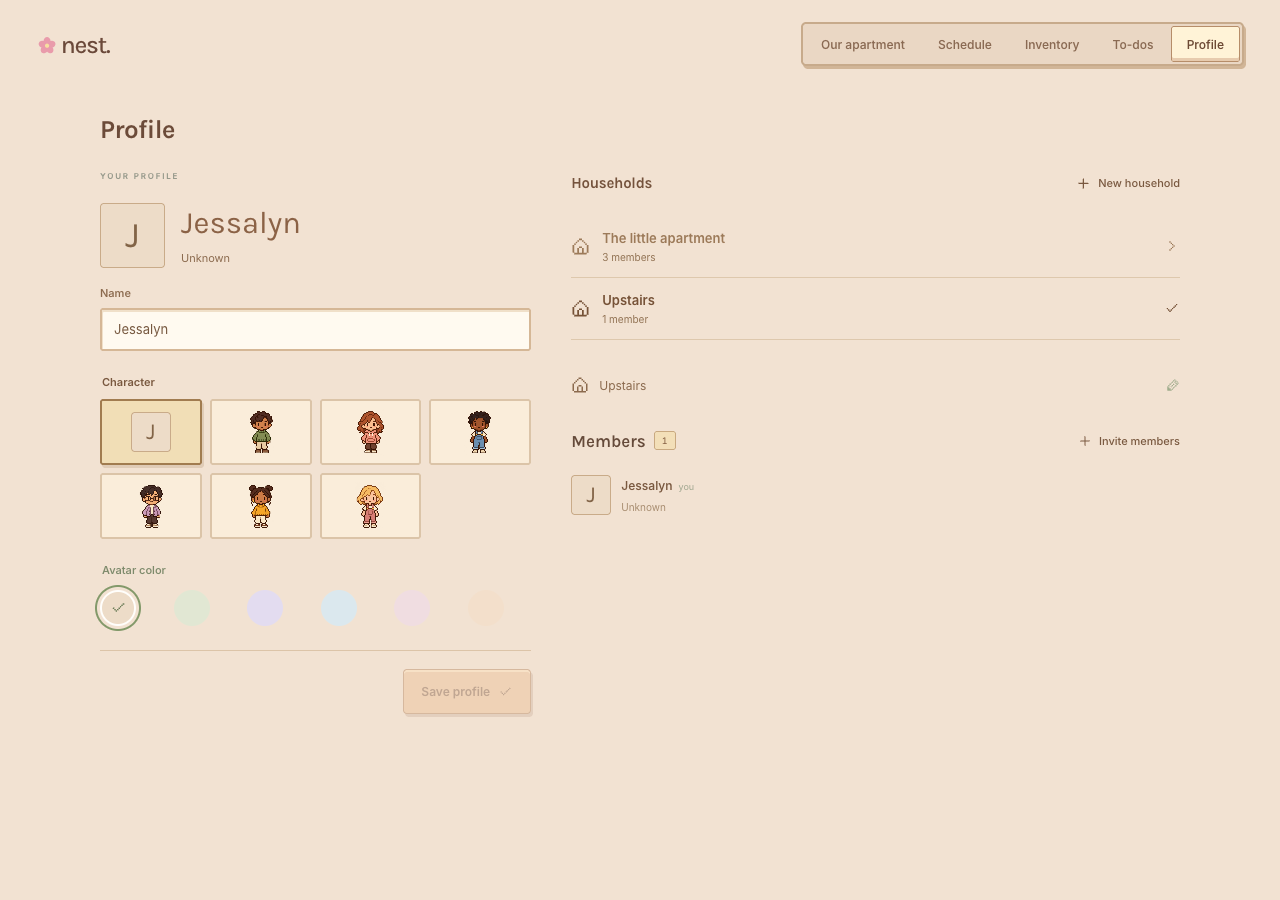 nest.
Our apartment
Schedule
Inventory
To-dos
Profile
Profile
YOUR PROFILE
J
Jessalyn
Unknown
Name
Jessalyn
Character
J
Avatar color
Save profile
Households
New household
The little apartment
3 members
Upstairs
1 member
Upstairs
Members 1
Invite members
J
Jessalyn you
Unknown